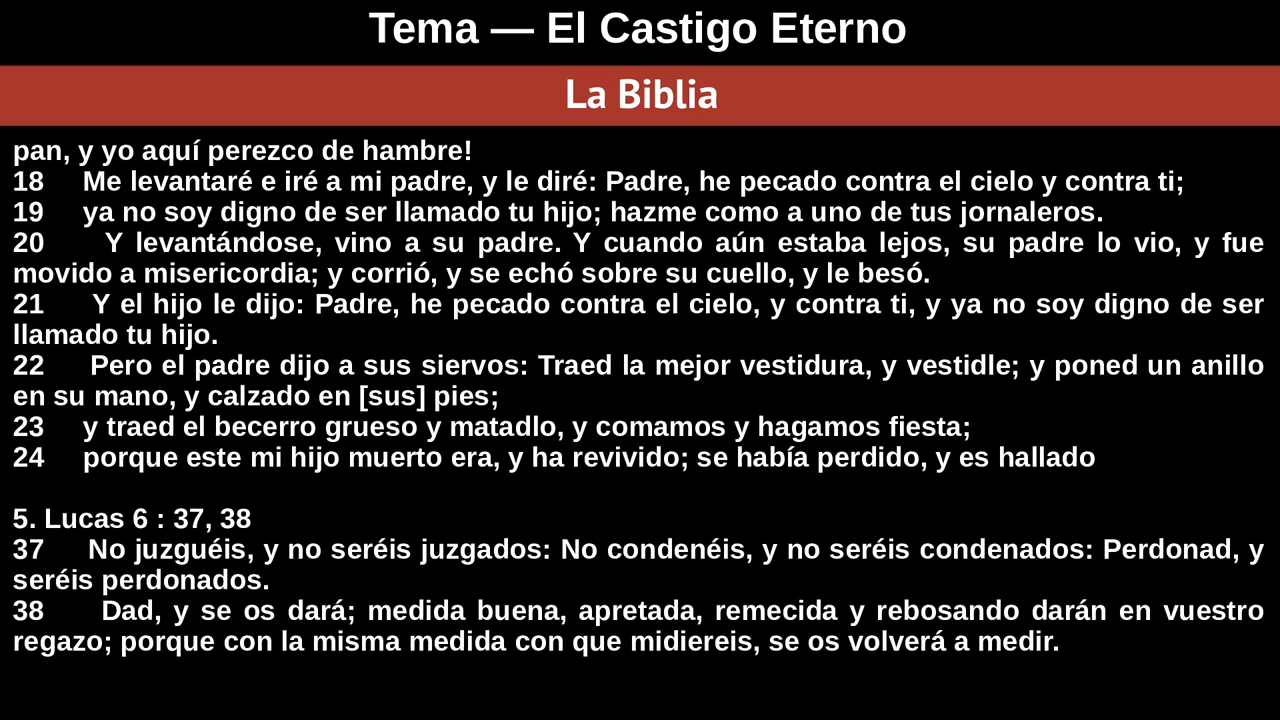 Tema — El Castigo Eterno
La Biblia
pan, y yo aquí perezco de hambre!
18 Me levantaré e iré a mi padre, y le diré: Padre, he pecado contra el cielo y contra ti;
19 ya no soy digno de ser llamado tu hijo; hazme como a uno de tus jornaleros.
20 Y levantándose, vino a su padre. Y cuando aún estaba lejos, su padre lo vio, y fue
movido a misericordia; y corrió, y se echó sobre su cuello, y le besó.
21 Y el hijo le dijo: Padre, he pecado contra el cielo, y contra ti, y ya no soy digno de ser
llamado tu hijo.
22 Pero el padre dijo a sus siervos: Traed la mejor vestidura, y vestidle; y poned un anillo
en su mano, y calzado en [sus] pies;
23 y traed el becerro grueso y matadlo, y comamos y hagamos fiesta;
24 porque este mi hijo muerto era, y ha revivido; se había perdido, y es hallado
5. Lucas 6 : 37, 38
37 No juzguéis, y no seréis juzgados: No condenéis, y no seréis condenados: Perdonad, y
seréis perdonados.
38 Dad, y se os dará; medida buena, apretada, remecida y rebosando darán en vuestro
regazo; porque con la misma medida con que midiereis, se os volverá a medir.